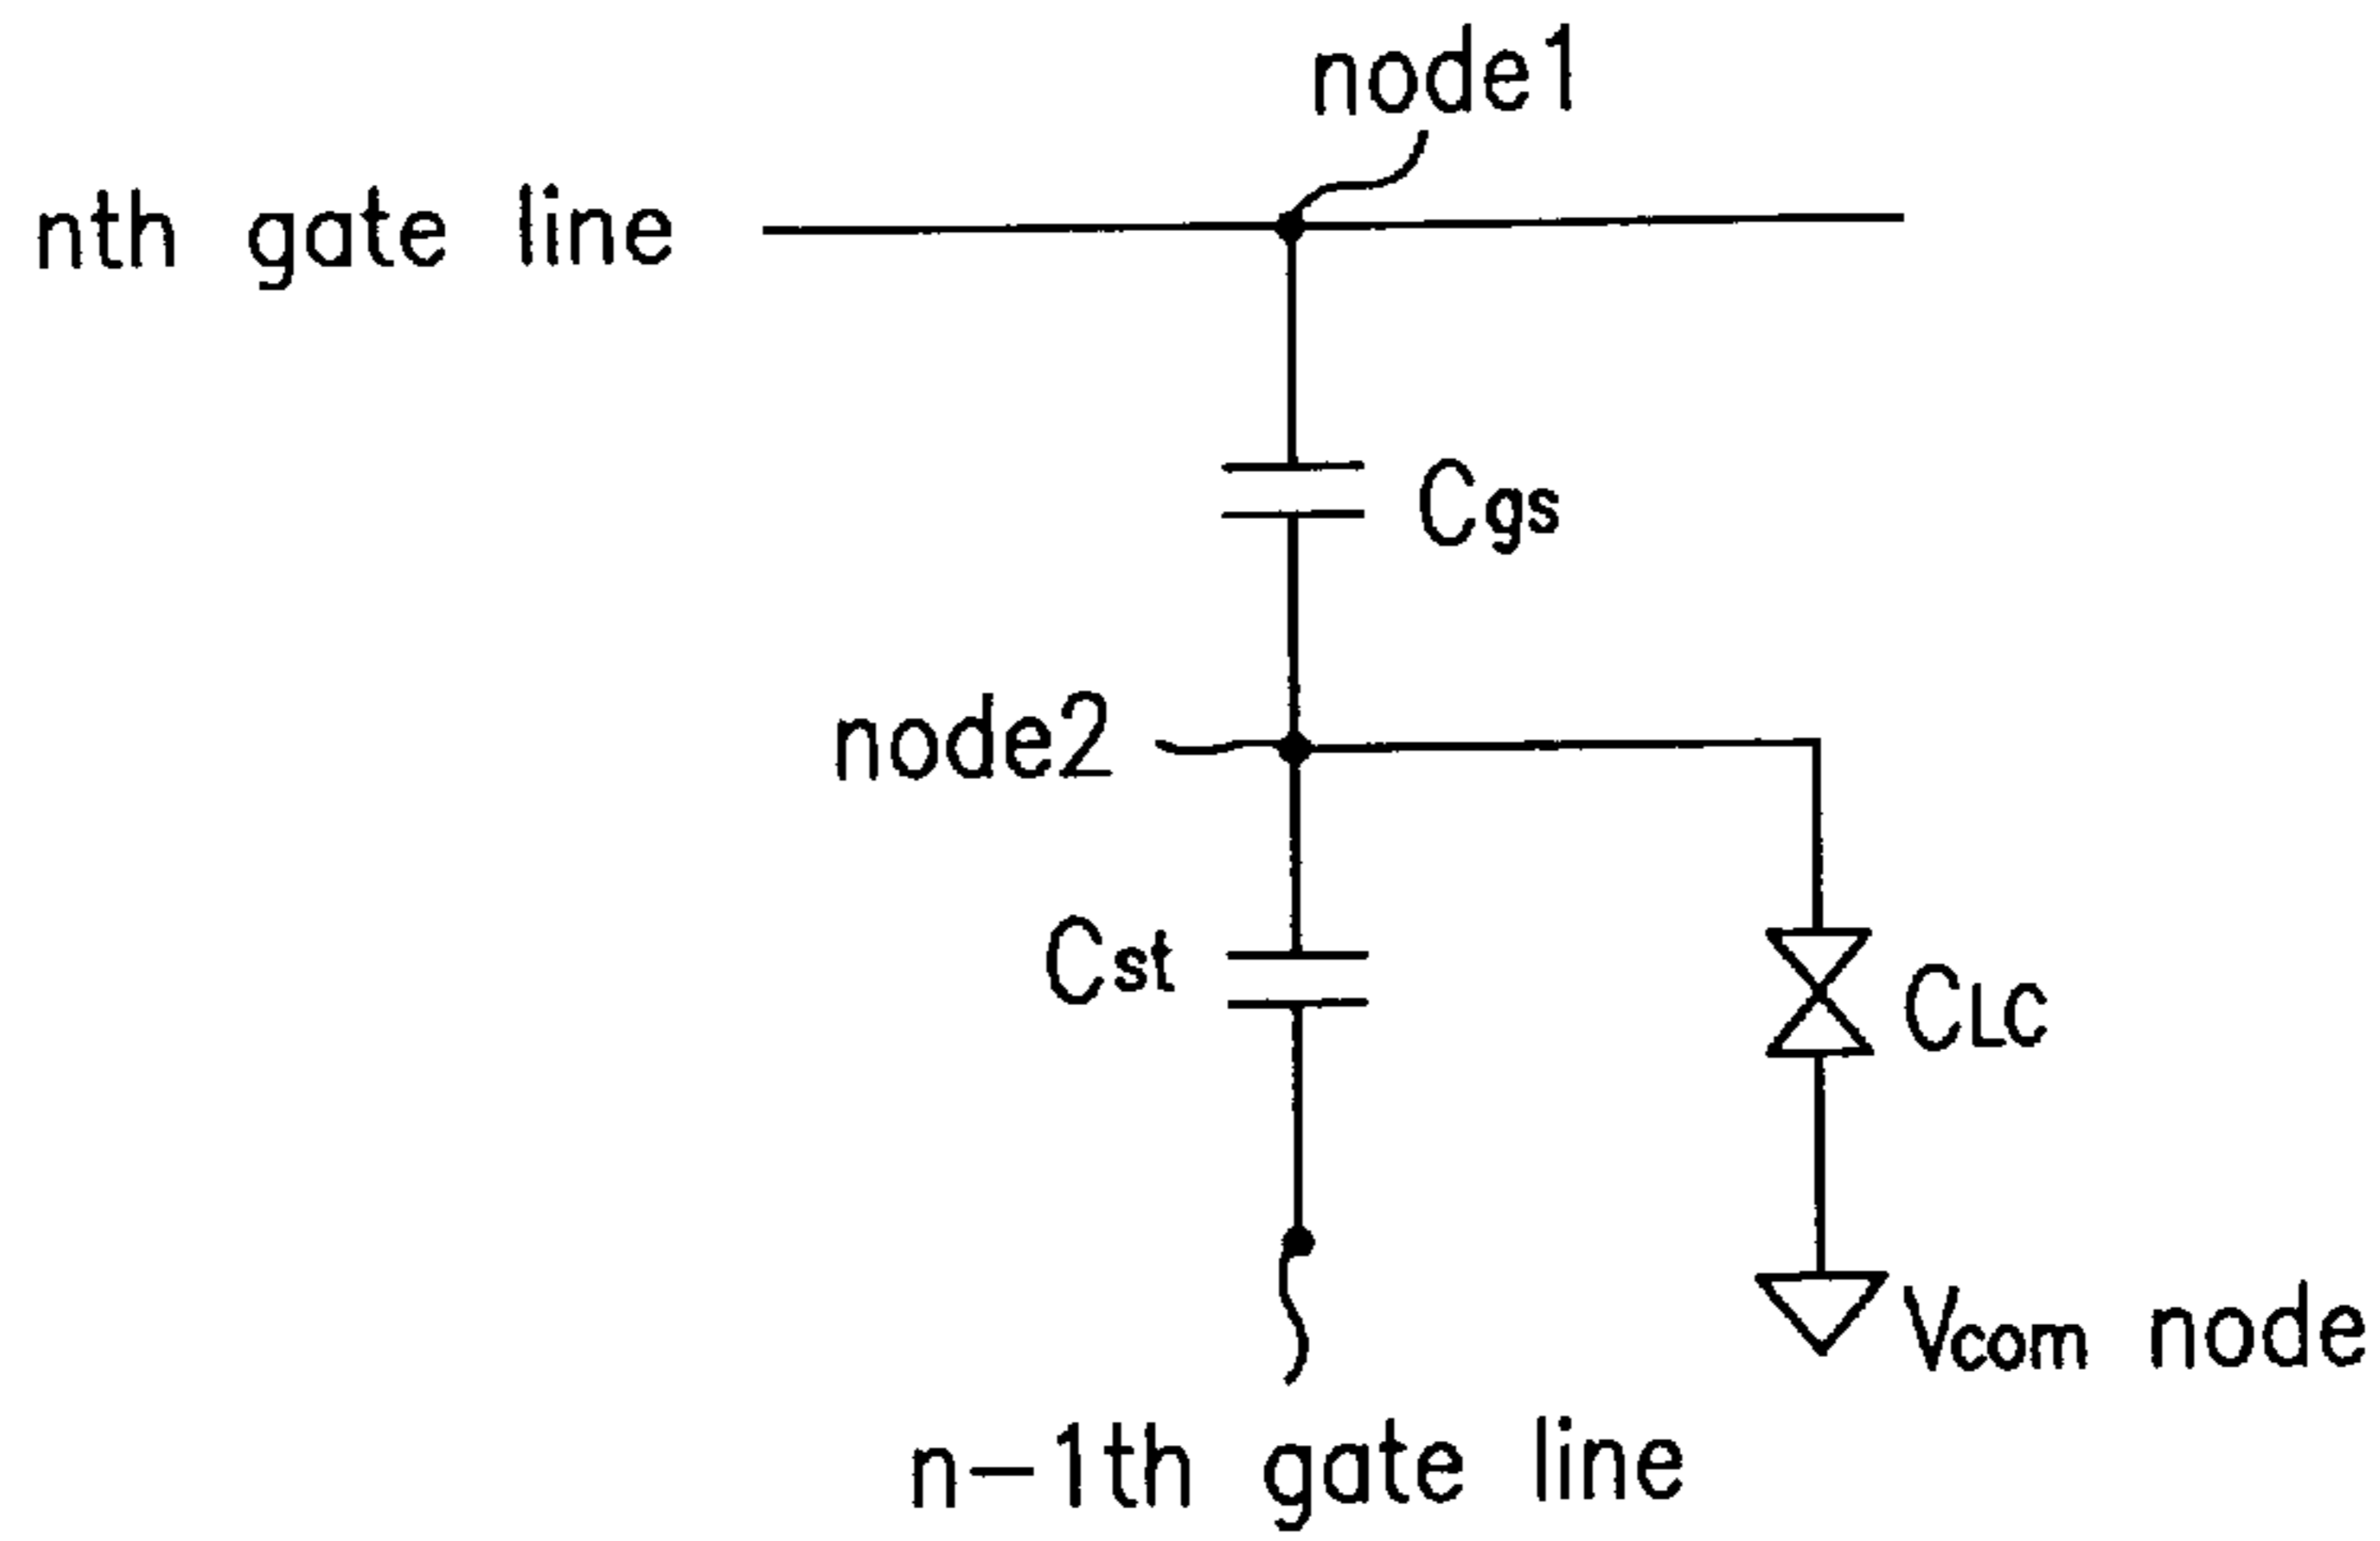 node1
nth gate line
Cgs
node2
Cst
CLC
Vcom node
n-1th gate line